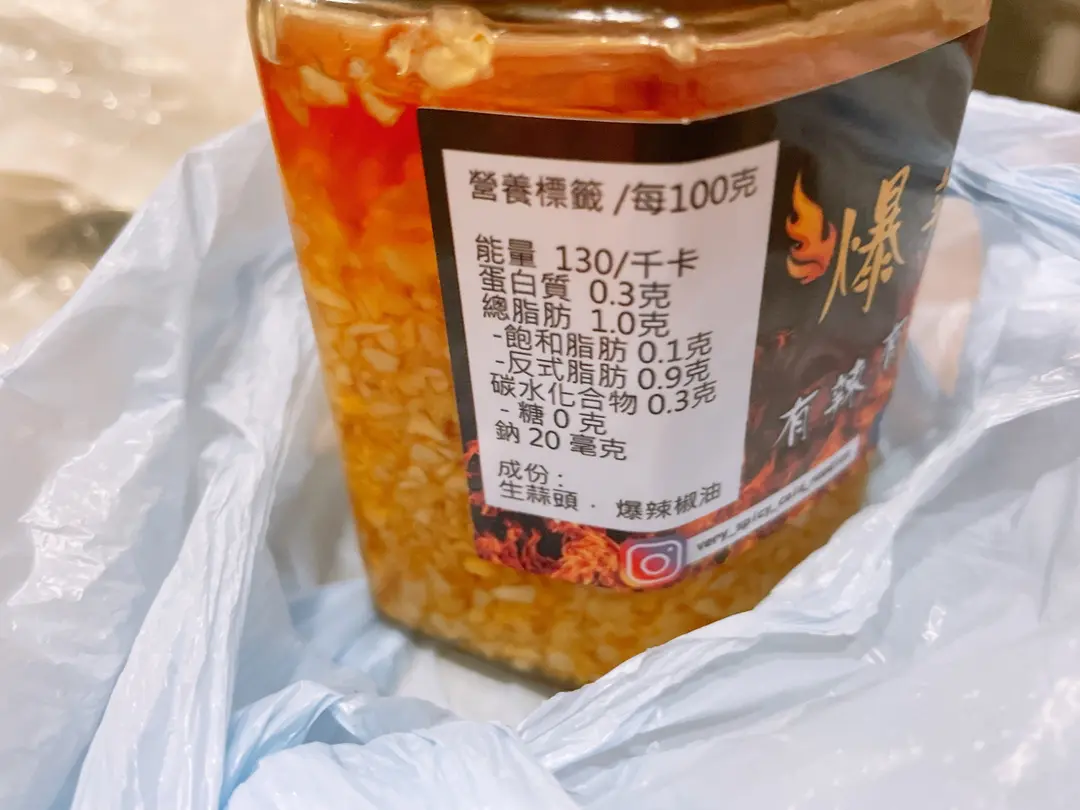 營養標籤 /每100克
能量 130/千卡
蛋白質 0.3克
總脂肪 1.0克
-飽和脂肪 0.1克
-反式脂肪 0.9克
碳水化合物 0.3克
- 糖 0 克
鈉 20 毫克
成份 :
生蒜頭 . 爆辣椒油
爆
有辣